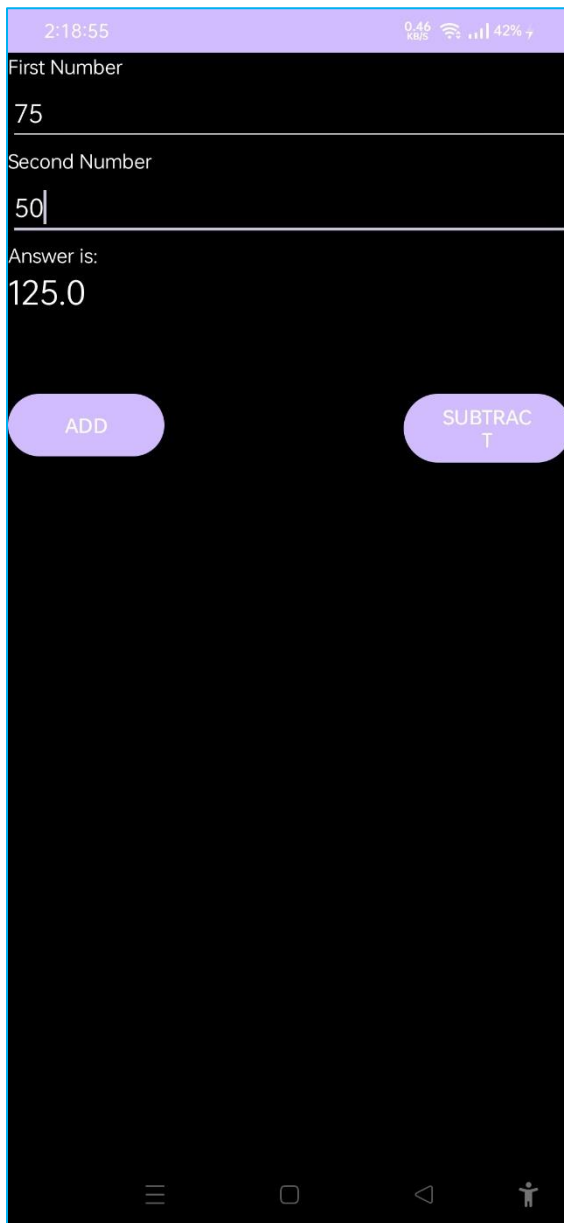 2:18:55 0.46 KB/S 42%
First Number
75
Second Number
50
Answer is:
125.0
ADD SUBTRAC
T